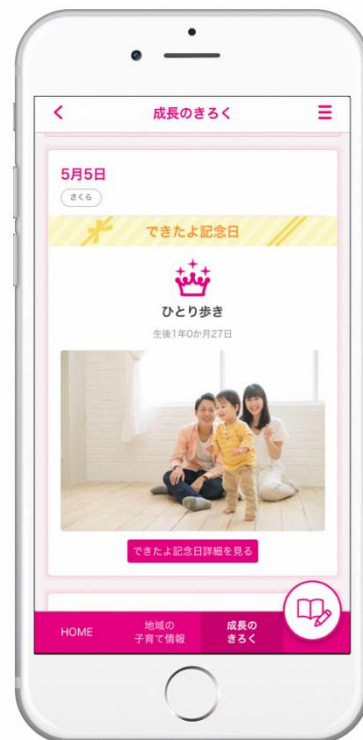 成長のきろく
5月5日
さくら
できたよ記念日
ひとり歩き
生後1年0か月27日
できたよ記念日詳細を見る
HOME
地域の
子育て情報
成長の
きろく